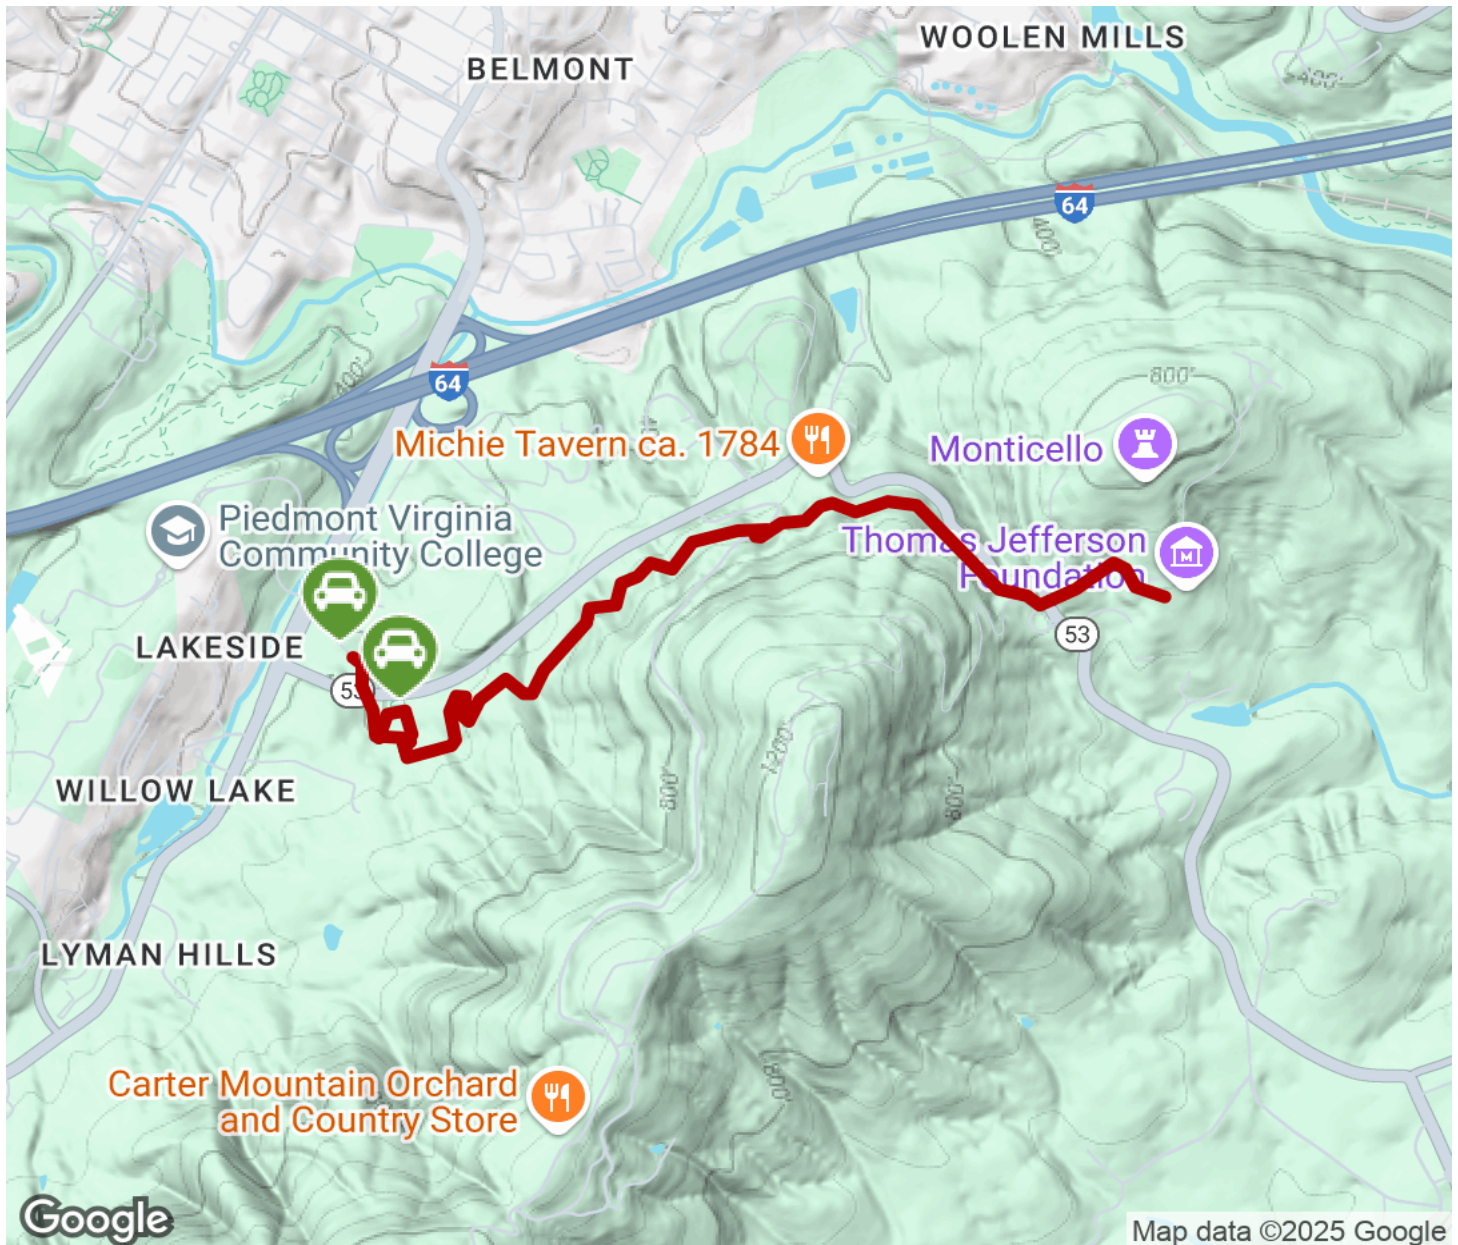 WOOLEN MILLS
BELMONT
400'
64
400'
400'
64
800'
Michie Tavern ca. 1784
Monticello
Piedmont Virginia
Community College
Thomas Jefferson
Foundation
LAKESIDE
53
53
1200'
800'
800'
WILLOW LAKE
LYMAN HILLS
Carter Mountain Orchard
and Country Store
800'
Google
Map data ©2025 Google